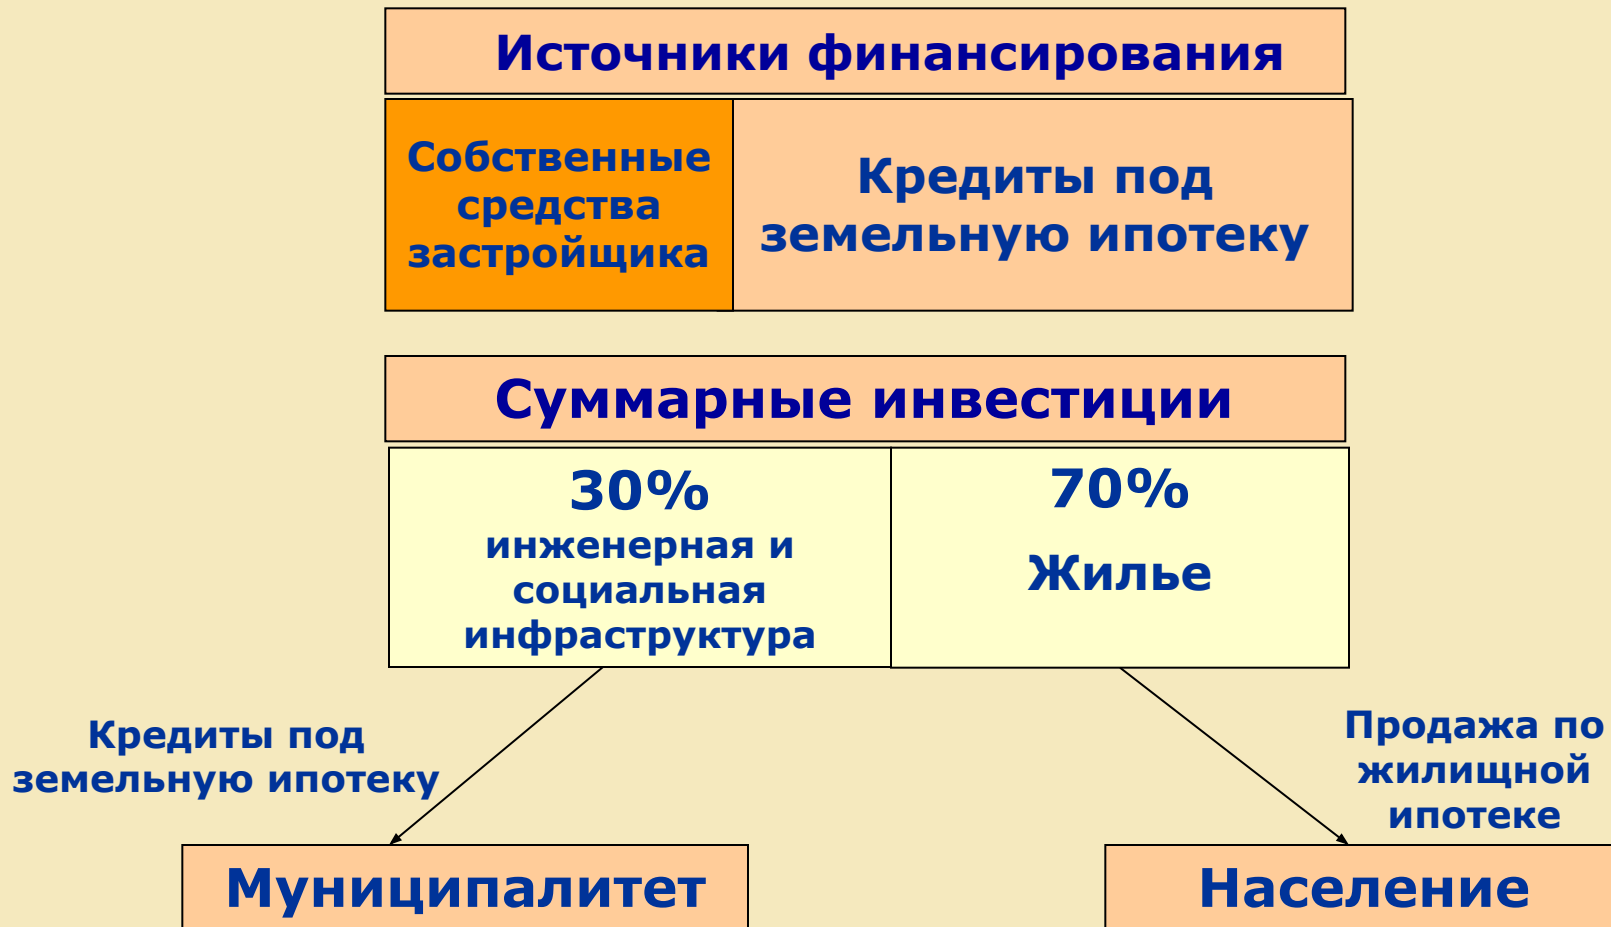 Источники финансирования
Собственные
средства
застройщика
Кредиты под
земельную ипотеку
Суммарные инвестиции
30%
инженерная и
социальная
инфраструктура
70%
Жилье
Кредиты под
земельную ипотеку
Продажа по
жилищной
ипотеке
Муниципалитет
Население